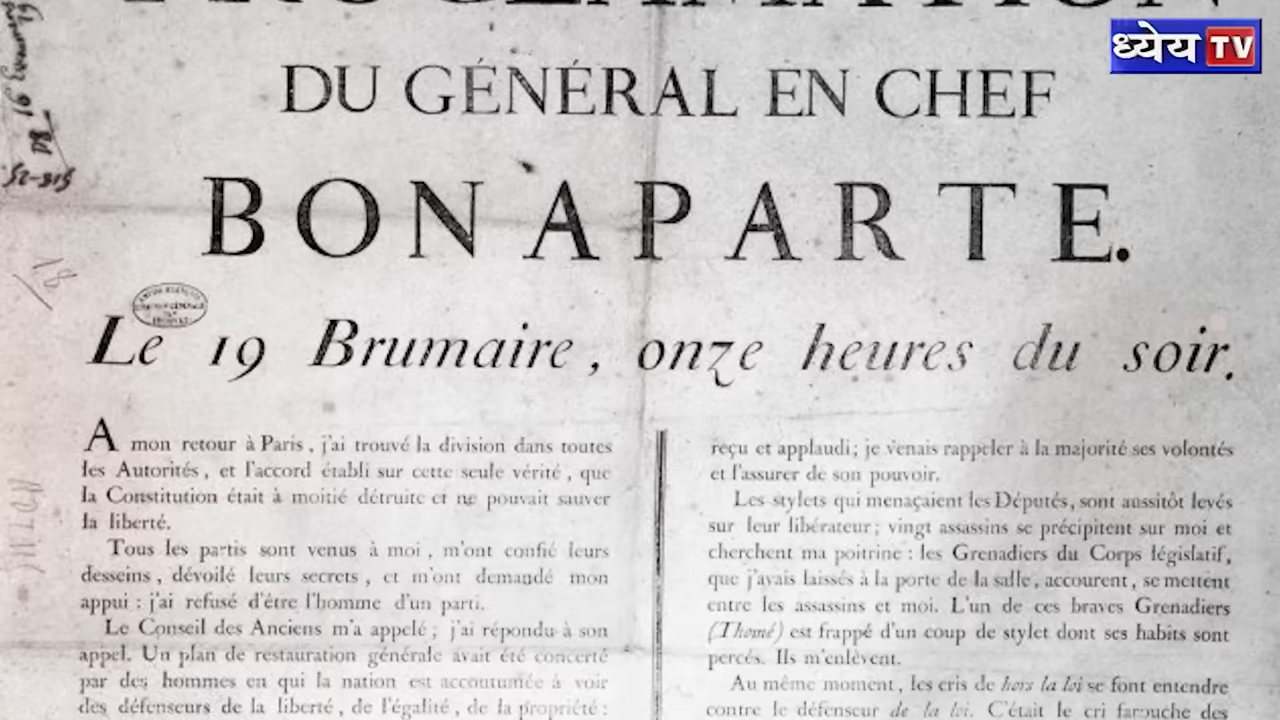 PROCLAMATION
ध्येय TV
DU GÉNÉRAL EN CHEF
BONAPARTE.
Le 19 Brumaire, onze heures du soir.
A mon retour à Paris, j'ai trouvé la division dans toutes
les Autorités, et l'accord établi sur cette seule vérité, que
la Constitution était à moitié détruite et ne pouvait sauver
la liberté.
Tous les partis sont venus à moi, m'ont confié leurs
desseins, dévoilé leurs secrets, et m'ont demandé mon
appui : j'ai refusé d'être l'homme d'un parti.
Le Conseil des Anciens m'a appelé; j'ai répondu à son
appel. Un plan de restauration générale avait été concerté
par des hommes en qui la nation est accoutumée à voir
des défenseurs de la liberté, de l'égalité, de la propriété :
reçu et applaudi; je venais rappeler à la majorité ses volontés
et l'assurer de son pouvoir.
Les stylets qui menaçaient les Députés, sont aussitôt levés
sur leur libérateur; vingt assassins se précipitent sur moi et
cherchent ma poitrine : les Grenadiers du Corps législatif,
que j'avais laissés à la porte de la salle, accourent, se mettent
entre les assassins et moi. L'un de ces braves Grenadiers
(Thomé) est frappé d'un coup de stylet dont ses habits sont
percés. Ils m'enlèvent.
Au même moment, les cris de hors la loi se font entendre
contre le défenseur de la loi. C'était le cri farouche des